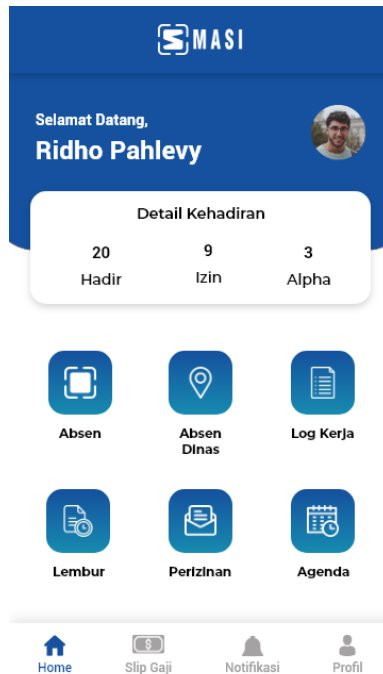 S MASI
Selamat Datang,
Ridho Pahlevy
Detail Kehadiran
20 9 3
Hadir Izin Alpha
Absen Absen Log Kerja
Dinas
Lembur Perizinan Agenda
$
Home Slip Gaji Notifikasi Profil